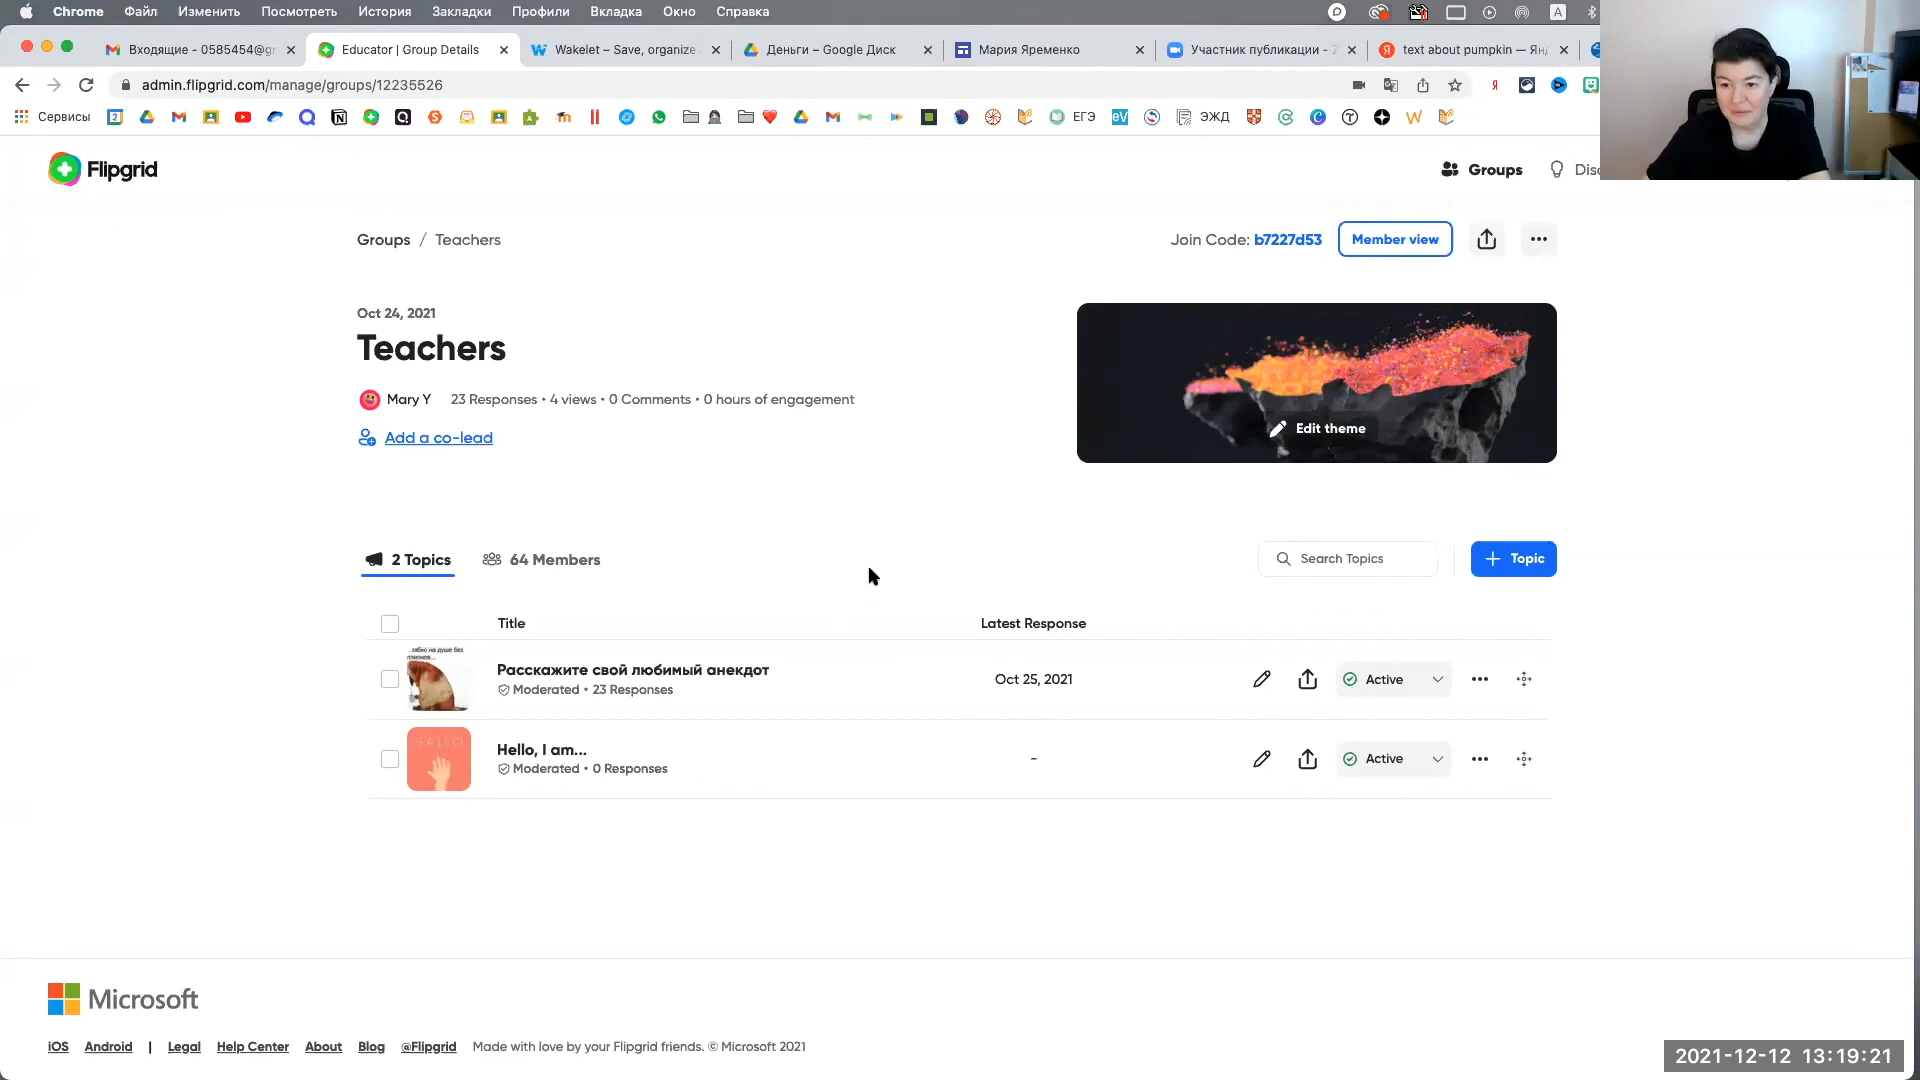 Chrome Файл Изменить Посмотреть История Закладки Профили Вкладка Окно Справка
Входящие - 0585454@gr
Educator | Group Details
Wakelet – Save, organize
Деньги – Google Диск
Мария Яременко
Участник публикации -
text about pumpkin — Ян
admin.flipgrid.com/manage/groups/12235526
Сервисы
ЕГЭ
ЭЖД
Flipgrid
Groups
Groups / Teachers
Join Code: b7227d53
Member view
Oct 24, 2021
Teachers
Mary Y 23 Responses • 4 views • 0 Comments • 0 hours of engagement
Add a co-lead
Edit theme
2 Topics
64 Members
Search Topics
+ Topic
Title
Latest Response
Расскажите свой любимый анекдот
Moderated • 23 Responses
Oct 25, 2021
Active
HALLO
Hello, I am...
Moderated • 0 Responses
-
Active
Microsoft
iOS Android | Legal Help Center About Blog @Flipgrid Made with love by your Flipgrid friends. © Microsoft 2021
2021-12-12 13:19:21